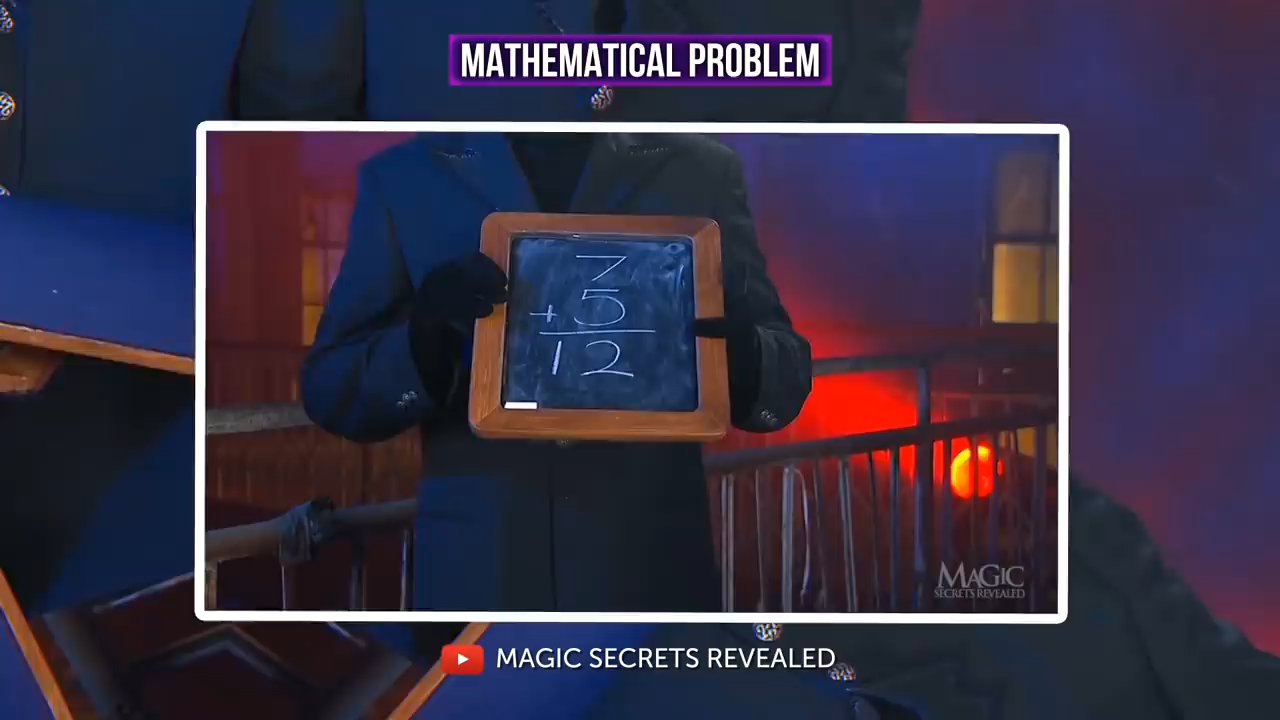 MATHEMATICAL PROBLEM
7
+ 5
12
MAGIC
SECRETS REVEALED
MAGIC SECRETS REVEALED